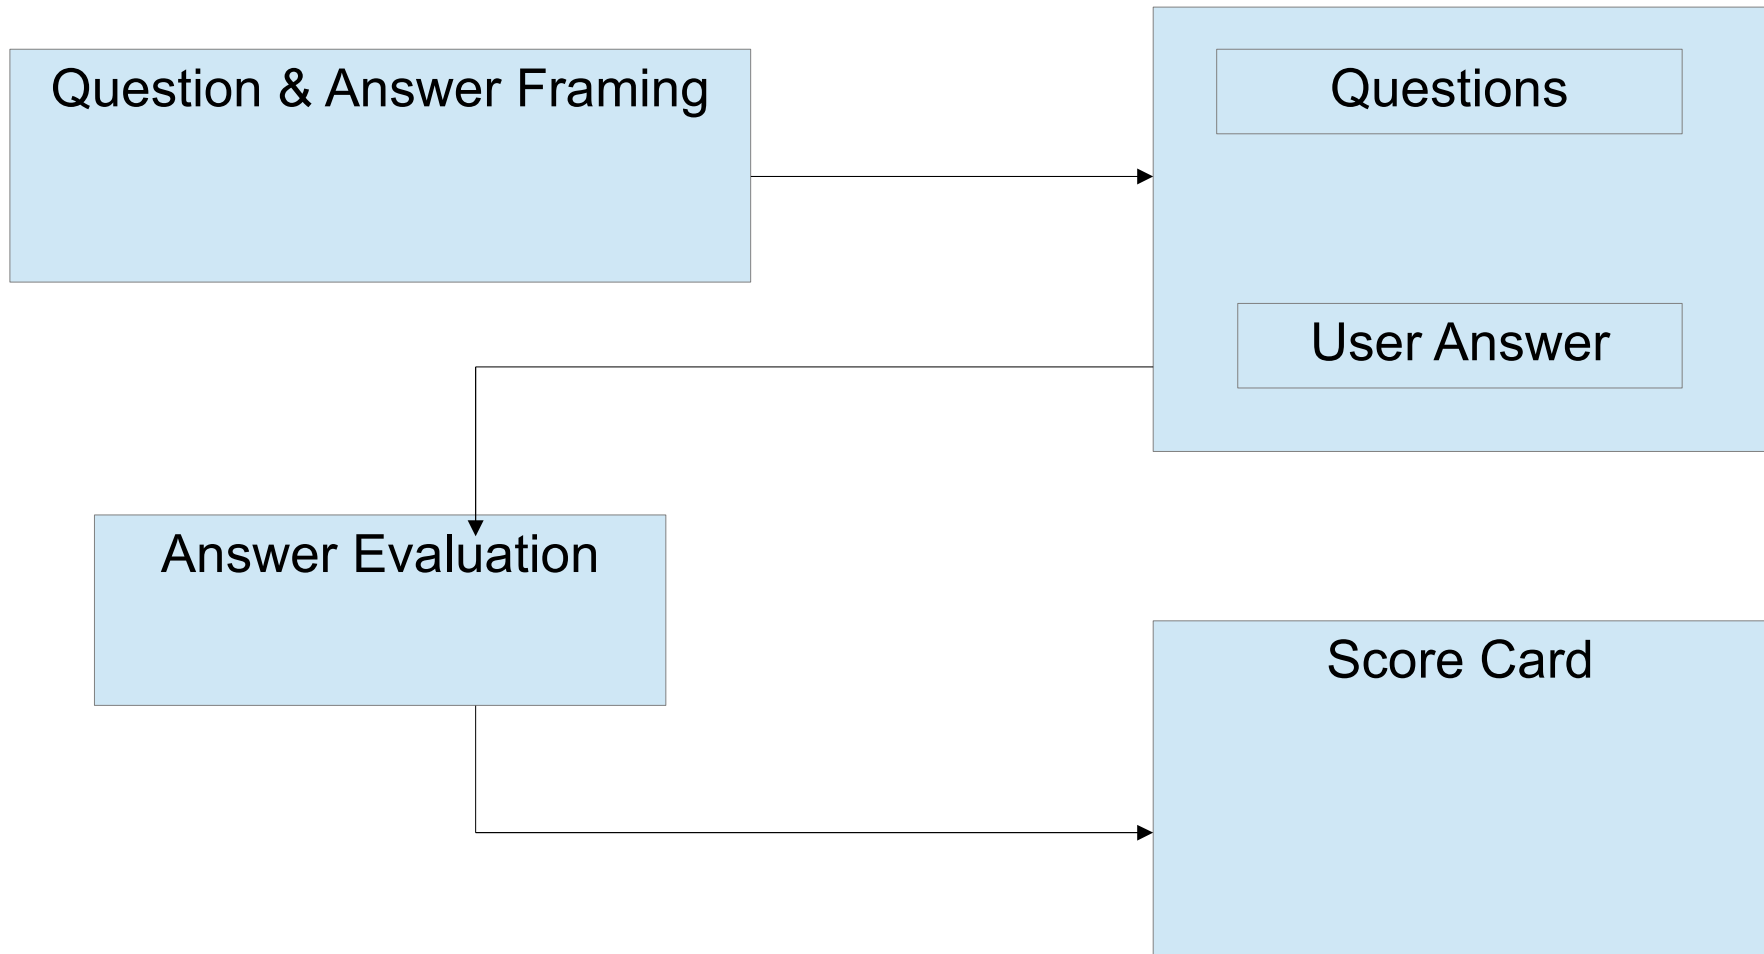 Question & Answer Framing
Questions
User Answer
Answer Evaluation
Score Card